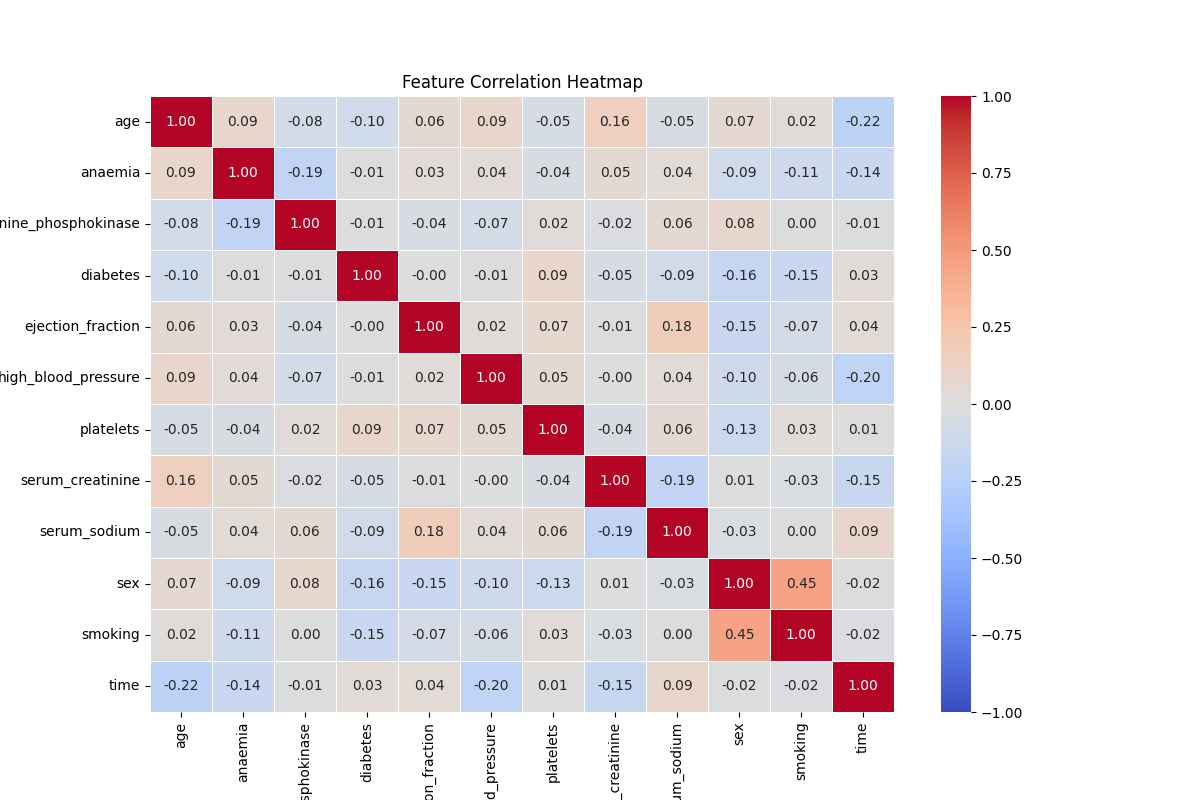 Feature Correlation Heatmap
age 1.00 0.09 -0.08 -0.10 0.06 0.09 -0.05 0.16 -0.05 0.07 0.02 -0.22
anaemia 0.09 1.00 -0.19 -0.01 0.03 0.04 -0.04 0.05 0.04 -0.09 -0.11 -0.14
nine_phosphokinase -0.08 -0.19 1.00 -0.01 -0.04 -0.07 0.02 -0.02 0.06 0.08 0.00 -0.01
diabetes -0.10 -0.01 -0.01 1.00 -0.00 -0.01 0.09 -0.05 -0.09 -0.16 -0.15 0.03
ejection_fraction 0.06 0.03 -0.04 -0.00 1.00 0.02 0.07 -0.01 0.18 -0.15 -0.07 0.04
high_blood_pressure 0.09 0.04 -0.07 -0.01 0.02 1.00 0.05 -0.00 0.04 -0.10 -0.06 -0.20
platelets -0.05 -0.04 0.02 0.09 0.07 0.05 1.00 -0.04 0.06 -0.13 0.03 0.01
serum_creatinine 0.16 0.05 -0.02 -0.05 -0.01 -0.00 -0.04 1.00 -0.19 0.01 -0.03 -0.15
serum_sodium -0.05 0.04 0.06 -0.09 0.18 0.04 0.06 -0.19 1.00 -0.03 0.00 0.09
sex 0.07 -0.09 0.08 -0.16 -0.15 -0.10 -0.13 0.01 -0.03 1.00 0.45 -0.02
smoking 0.02 -0.11 0.00 -0.15 -0.07 -0.06 0.03 -0.03 0.00 0.45 1.00 -0.02
time -0.22 -0.14 -0.01 0.03 0.04 -0.20 0.01 -0.15 0.09 -0.02 -0.02 1.00
age
anaemia
sphokinase
diabetes
on_fraction
d_pressure
platelets
_creatinine
um_sodium
sex
smoking
time
1.00
0.75
0.50
0.25
0.00
−0.25
−0.50
−0.75
−1.00